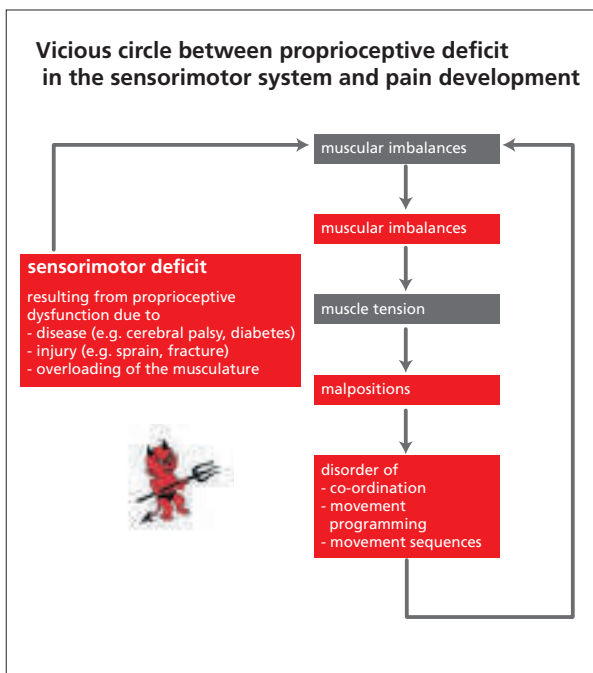 Vicious circle between proprioceptive deficit
in the sensorimotor system and pain development
muscular imbalances
muscular imbalances
sensorimotor deficit
resulting from proprioceptive
dysfunction due to
- disease (e.g. cerebral palsy, diabetes)
- injury (e.g. sprain, fracture)
- overloading of the musculature
muscle tension
malpositions
disorder of
- co-ordination
- movement
programming
- movement sequences